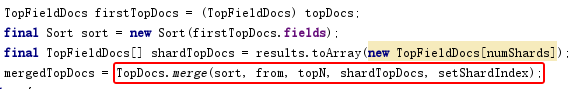 TopFieldDocs firstTopDocs = (TopFieldDocs) topDocs;
final Sort sort = new Sort(firstTopDocs.fields);
final TopFieldDocs[] shardTopDocs = results.toArray(new TopFieldDocs[numShards]);
mergedTopDocs = TopDocs.merge(sort, from, topN, shardTopDocs, setShardIndex);